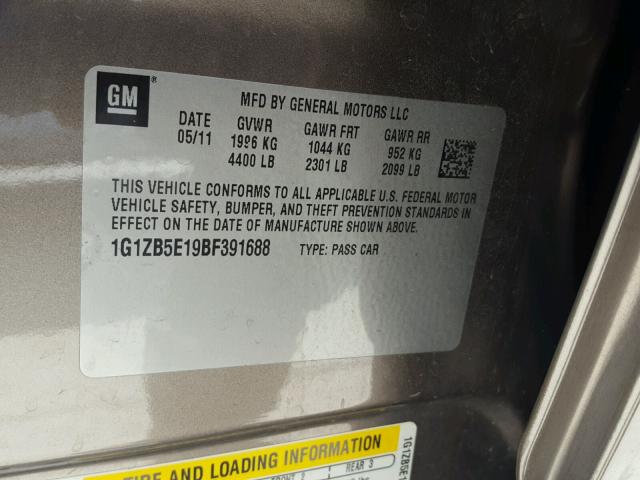 GM
®
MFD BY GENERAL MOTORS LLC
DATE GVWR GAWR FRT GAWR RR
05/11 1996 KG 1044 KG 952 KG
4400 LB 2301 LB 2099 LB
THIS VEHICLE CONFORMS TO ALL APPLICABLE U.S. FEDERAL MOTOR
VEHICLE SAFETY, BUMPER, AND THEFT PREVENTION STANDARDS IN
EFFECT ON THE DATE OF MANUFACTURE SHOWN ABOVE.
1G1ZB5E19BF391688 TYPE: PASS CAR
TIRE AND LOADING INFORMATION
REAR 3
1G1ZB5E